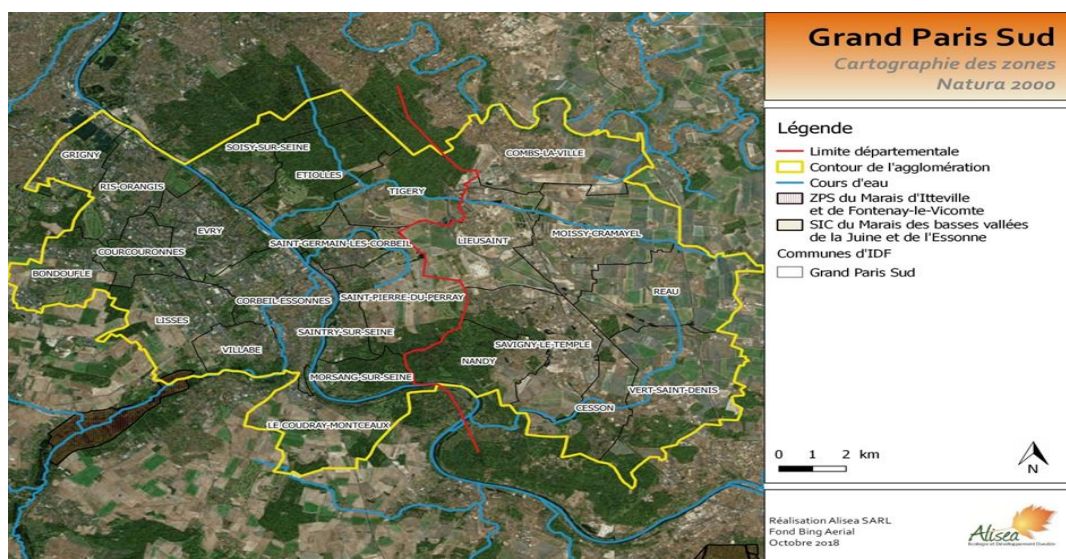 Grand Paris Sud
Cartographie des zones
Natura 2000
Légende
Limite départementale
Contour de l'agglomération
Cours d'eau
ZPS du Marais d'Itteville
et de Fontenay-le-Vicomte
SIC du Marais des basses vallées
de la Juine et de l'Essonne
Communes d'IDF
Grand Paris Sud
0 1 2 km
N
Réalisation Alisea SARL
Fond Bing Aerial
Octobre 2018
Alisea
Ecologie et Développement Durable
GRIGNY
SOISY-SUR-SEINE
COMBS-LA-VILLE
RIS-ORANGIS
ETIOLLES
TIGERY
EVRY
SAINT-GERMAIN-LES-CORBEIL
LIEUSAINT
MOISSY-CRAMAYEL
COURCOURONNES
BONDOUFLE
CORBEIL-ESSONNES
SAINT-PIERRE-DU-PERRAY
REAU
LISSES
SAINTRY-SUR-SEINE
VILLABE
SAVIGNY-LE-TEMPLE
NANDY
MORSANG-SUR-SEINE
VERT-SAINT-DENIS
CESSON
LE COUDRAY-MONTCEAUX